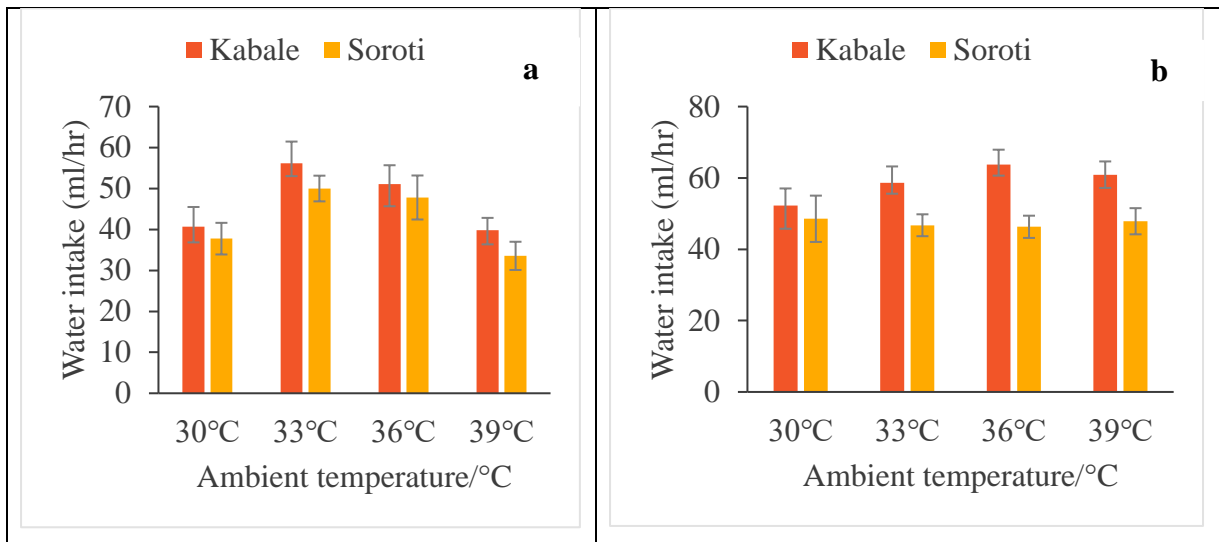 Kabale Soroti
a
70
60
50
40
30
20
10
0
Water intake (ml/hr)
30°C 33°C 36°C 39°C
Ambient temperature/°C
Kabale Soroti
b
80
60
40
20
0
Water intake (ml/hr)
30°C 33°C 36°C 39°C
Ambient temperature/°C